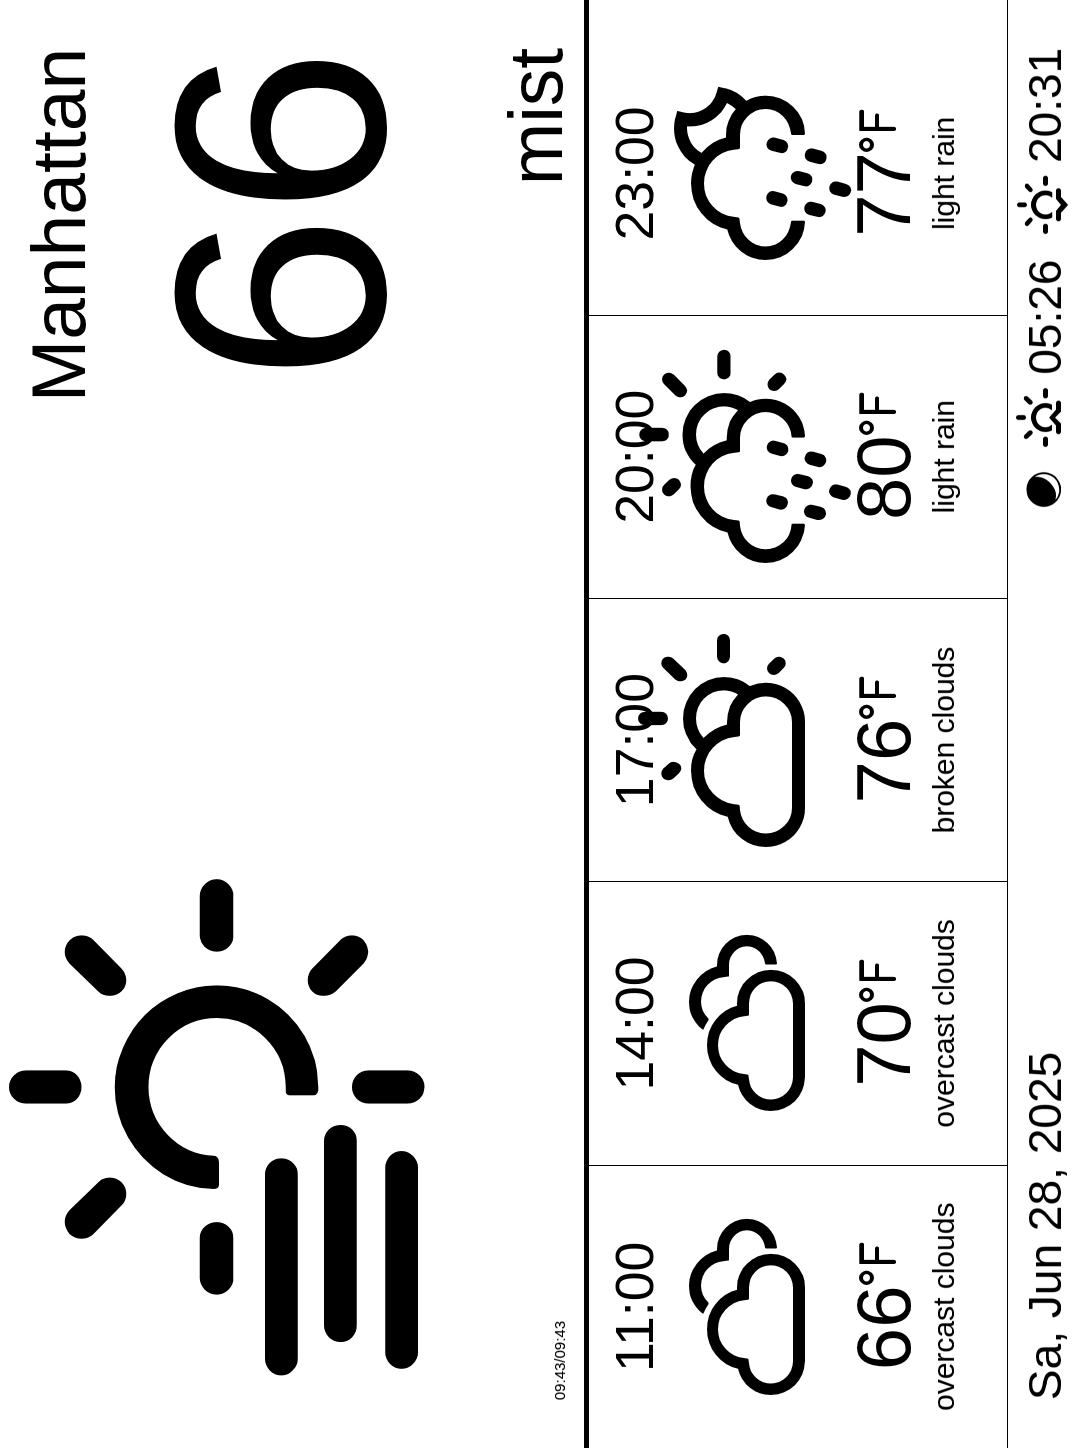 Manhattan
66
mist
09:43/09:43
11:00 14:00 17:00 20:00 23:00
66°F 70°F 76°F 80°F 77°F
overcast clouds overcast clouds broken clouds light rain light rain
Sa, Jun 28, 2025 05:26 20:31